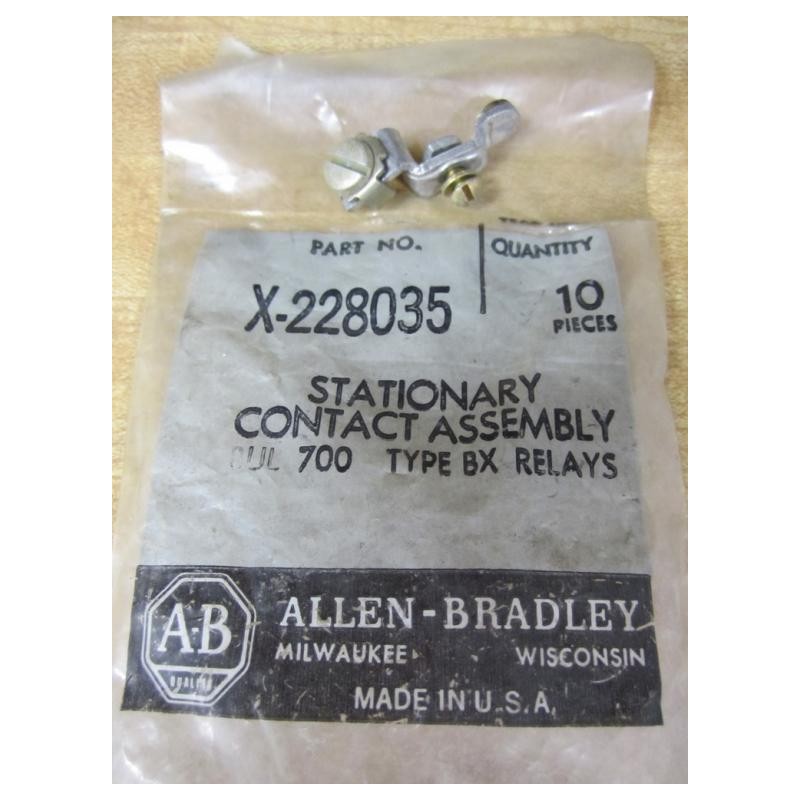 PART NO.
QUANTITY
X-228035
10
PIECES
STATIONARY
CONTACT ASSEMBLY
BUL 700 TYPE BX RELAYS
A-B
QUALITY
ALLEN-BRADLEY
MILWAUKEE WISCONSIN
MADE IN U.S.A.